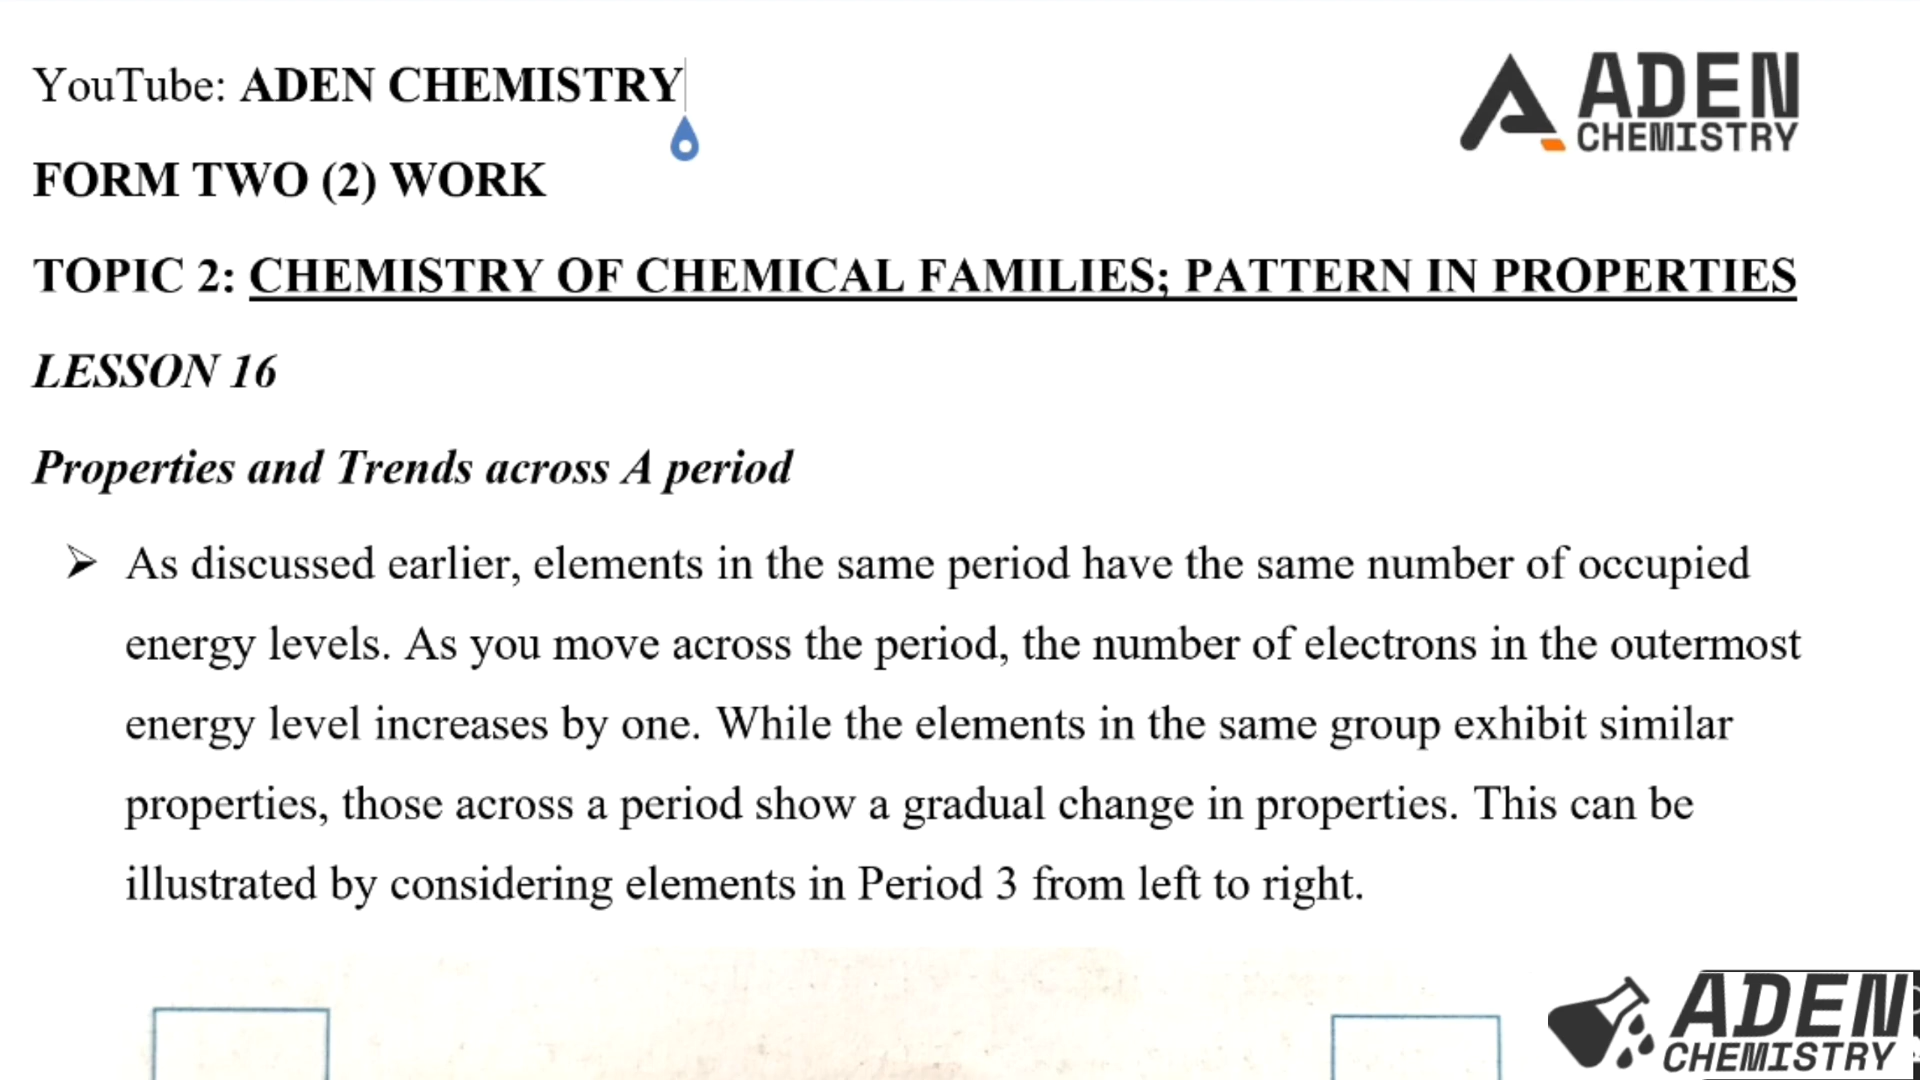 YouTube: ADEN CHEMISTRY
ADEN
CHEMISTRY
FORM TWO (2) WORK
TOPIC 2: CHEMISTRY OF CHEMICAL FAMILIES; PATTERN IN PROPERTIES
LESSON 16
Properties and Trends across A period
➢ As discussed earlier, elements in the same period have the same number of occupied
energy levels. As you move across the period, the number of electrons in the outermost
energy level increases by one. While the elements in the same group exhibit similar
properties, those across a period show a gradual change in properties. This can be
illustrated by considering elements in Period 3 from left to right.
ADEN
CHEMISTRY